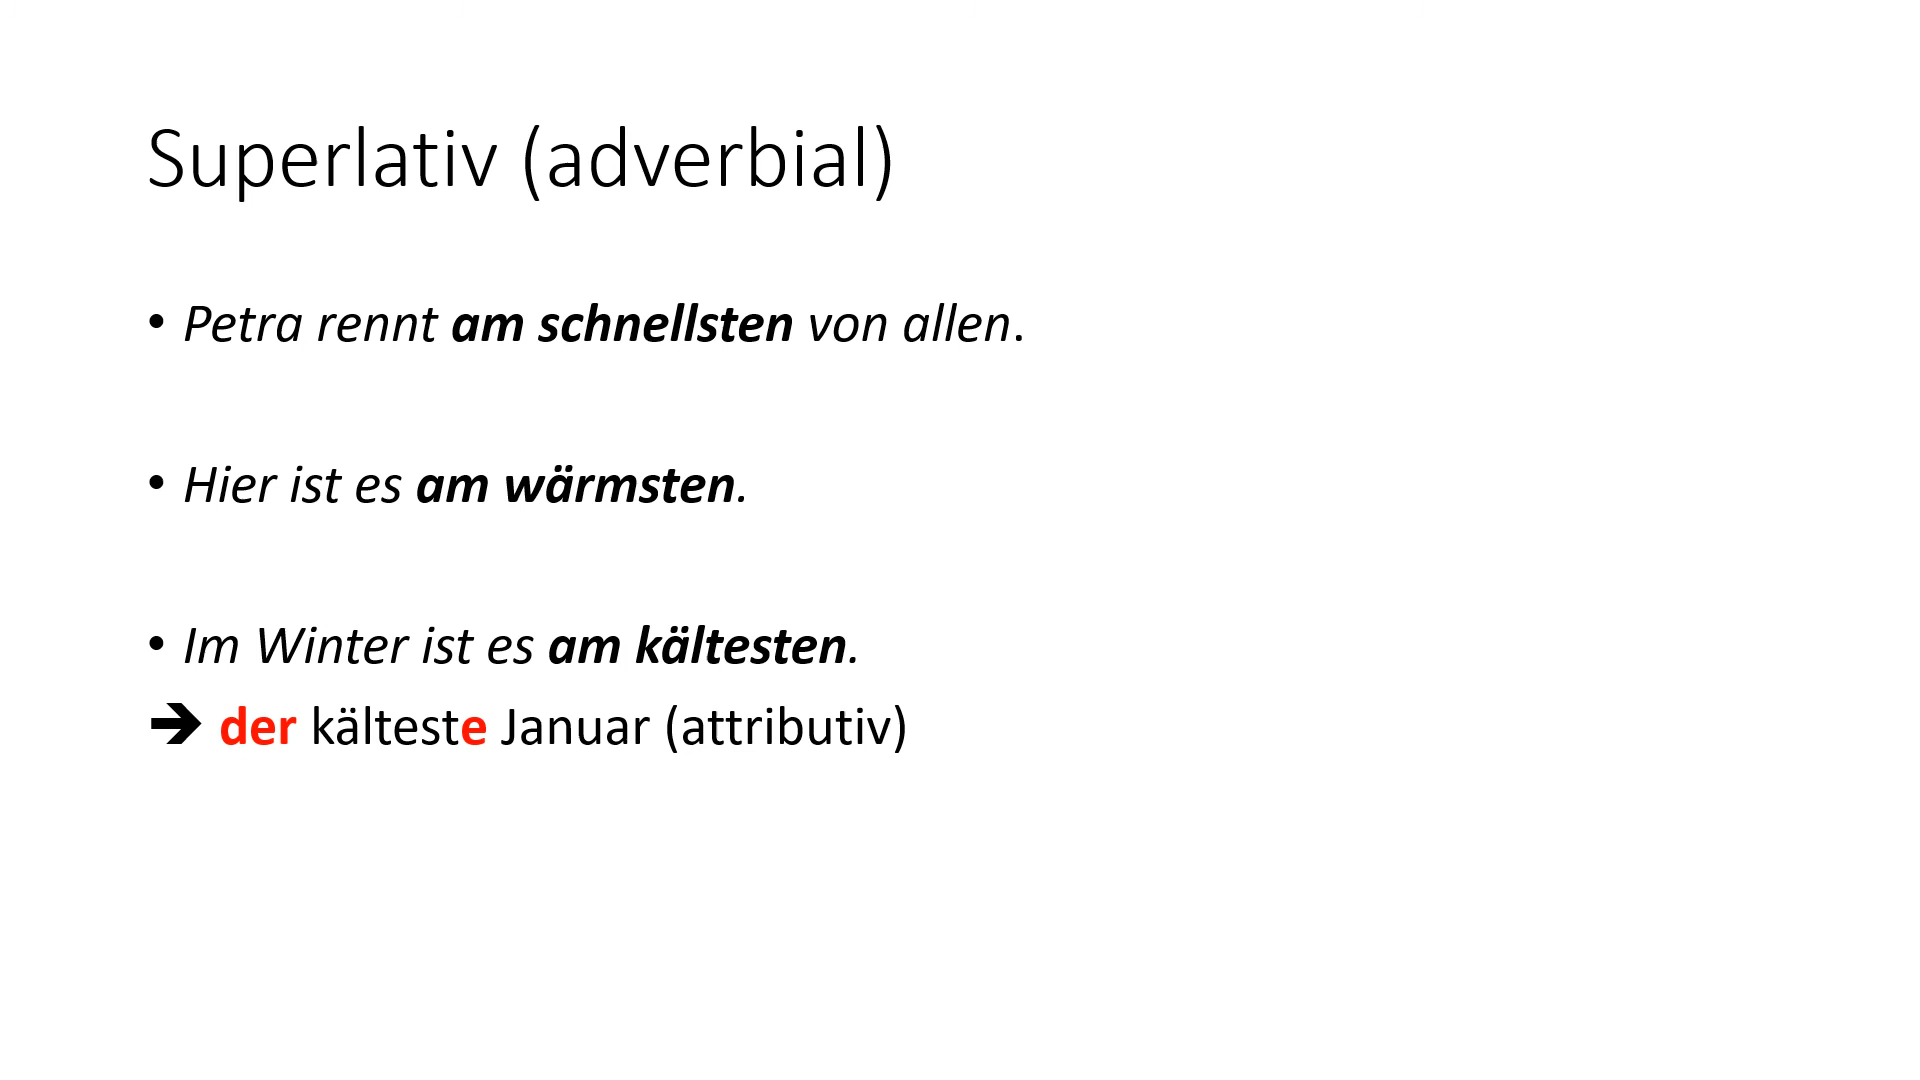 Superlativ (adverbial)
• Petra rennt am schnellsten von allen.
• Hier ist es am wärmsten.
• Im Winter ist es am kältesten.
➔ der kälteste Januar (attributiv)